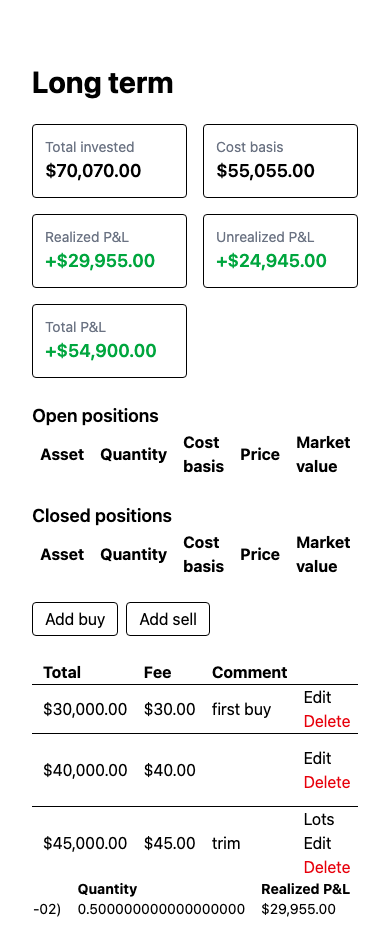 Long term
Total invested
$70,070.00
Cost basis
$55,055.00
Realized P&L
+$29,955.00
Unrealized P&L
+$24,945.00
Total P&L
+$54,900.00
Open positions
Asset Quantity Cost basis Price Market value
Closed positions
Asset Quantity Cost basis Price Market value
Add buy Add sell
Total Fee Comment
$30,000.00 $30.00 first buy Edit
Delete
$40,000.00 $40.00 Edit
Delete
$45,000.00 $45.00 trim Lots
Edit
Delete
Quantity Realized P&L
-02) 0.500000000000000000 $29,955.00